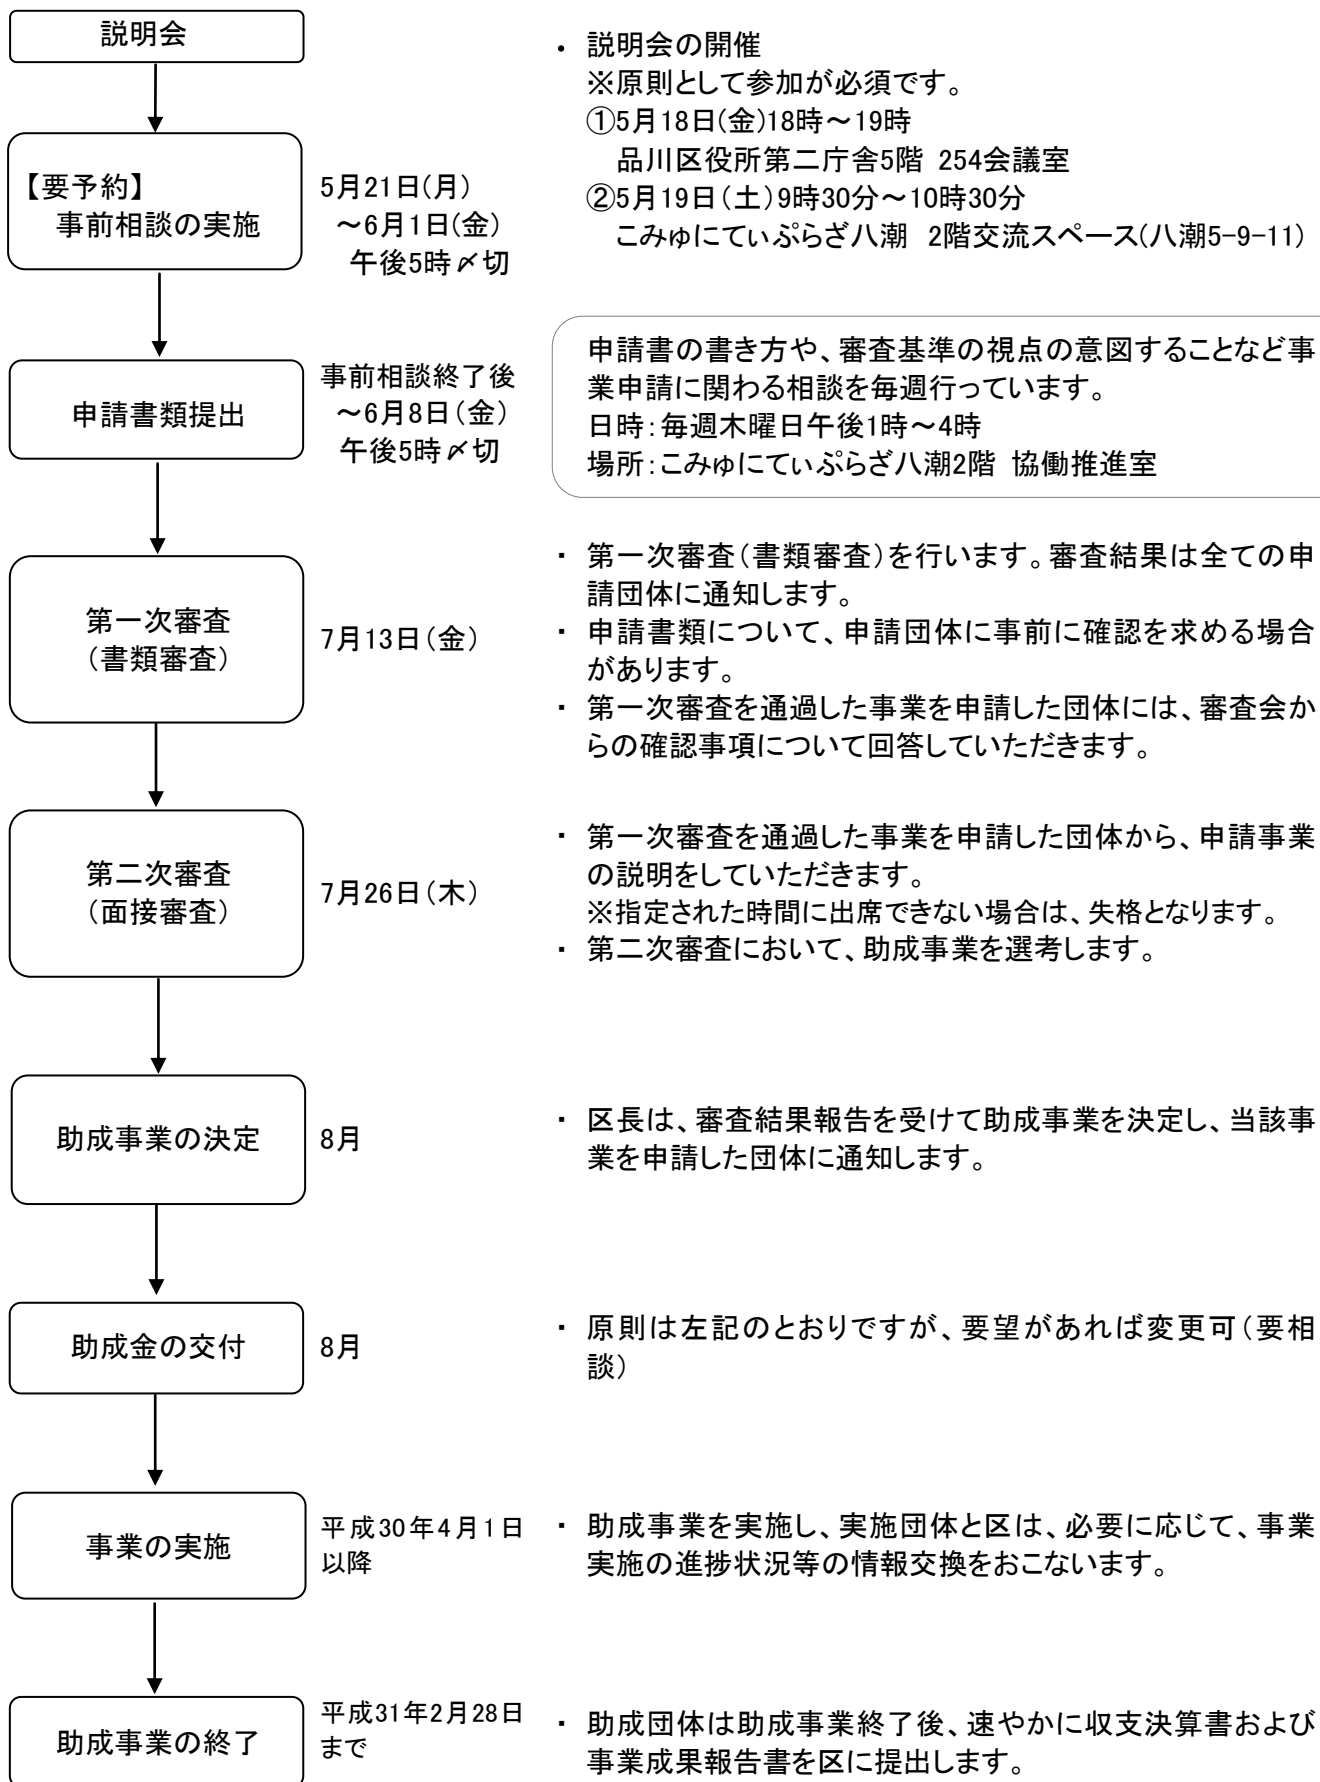 説明会
・ 説明会の開催
※原則として参加が必須です。
①5月18日(金)18時～19時
品川区役所第二庁舎5階 254会議室
②5月19日(土)9時30分～10時30分
こみゅにてぃぷらざ八潮 2階交流スペース(八潮5-9-11)
【要予約】
事前相談の実施
5月21日(月)
～6月1日(金)
午後5時〆切
申請書類提出
事前相談終了後
～6月8日(金)
午後5時〆切
申請書の書き方や、審査基準の視点の意図することなど事
業申請に関わる相談を毎週行っています。
日時:毎週木曜日午後1時～4時
場所:こみゅにてぃぷらざ八潮2階 協働推進室
第一次審査
(書類審査)
7月13日(金)
・ 第一次審査(書類審査)を行います。審査結果は全ての申
請団体に通知します。
・ 申請書類について、申請団体に事前に確認を求める場合
があります。
・ 第一次審査を通過した事業を申請した団体には、審査会か
らの確認事項について回答していただきます。
第二次審査
(面接審査)
7月26日(木)
・ 第一次審査を通過した事業を申請した団体から、申請事業
の説明をしていただきます。
※指定された時間に出席できない場合は、失格となります。
・ 第二次審査において、助成事業を選考します。
助成事業の決定
8月
・ 区長は、審査結果報告を受けて助成事業を決定し、当該事
業を申請した団体に通知します。
助成金の交付
8月
・ 原則は左記のとおりですが、要望があれば変更可(要相
談)
事業の実施
平成30年4月1日
以降
・ 助成事業を実施し、実施団体と区は、必要に応じて、事業
実施の進捗状況等の情報交換をおこないます。
助成事業の終了
平成31年2月28日
まで
・ 助成団体は助成事業終了後、速やかに収支決算書および
事業成果報告書を区に提出します。